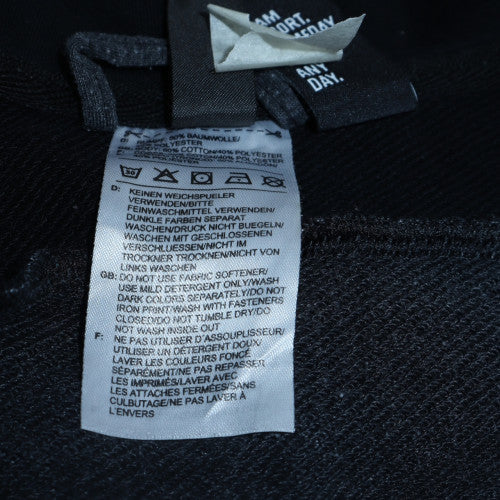 AM
ORT.
MEDAY.
ANY
DAY.
60% BAUMWOLLE/
POLYESTER
BODY: 60% COTTON/40% POLYESTER
POLYESTER
30
D: KEINEN WEICHSPUELER
VERWENDEN/BITTE
FEINWASCHMITTEL VERWENDEN/
DUNKLE FARBEN SEPARAT
WASCHEN/DRUCK NICHT BUEGELN/
WASCHEN MIT GESCHLOSSENEN
VERSCHLUESSEN/NICHT IM
TROCKNER TROCKNEN/NICHT VON
LINKS WASCHEN
GB: DO NOT USE FABRIC SOFTENER/
USE MILD DETERGENT ONLY/WASH
DARK COLORS SEPARATELY/DO NOT
IRON PRINT/WASH WITH FASTENERS
CLOSED/DO NOT TUMBLE DRY/DO
NOT WASH INSIDE OUT
F: NE PAS UTILISER D'ASSOUPLISSEUR/
UTILISER UN DÉTERGENT DOUX/
LAVER LES COULEURS FONCÉ
SÉPARÉMENT/NE PAS REPASSER
LES IMPRIMÉS/LAVER AVEC
LES ATTACHES FERMÉES/SANS
CULBUTAGE/NE PAS LAVER À
L'ENVERS